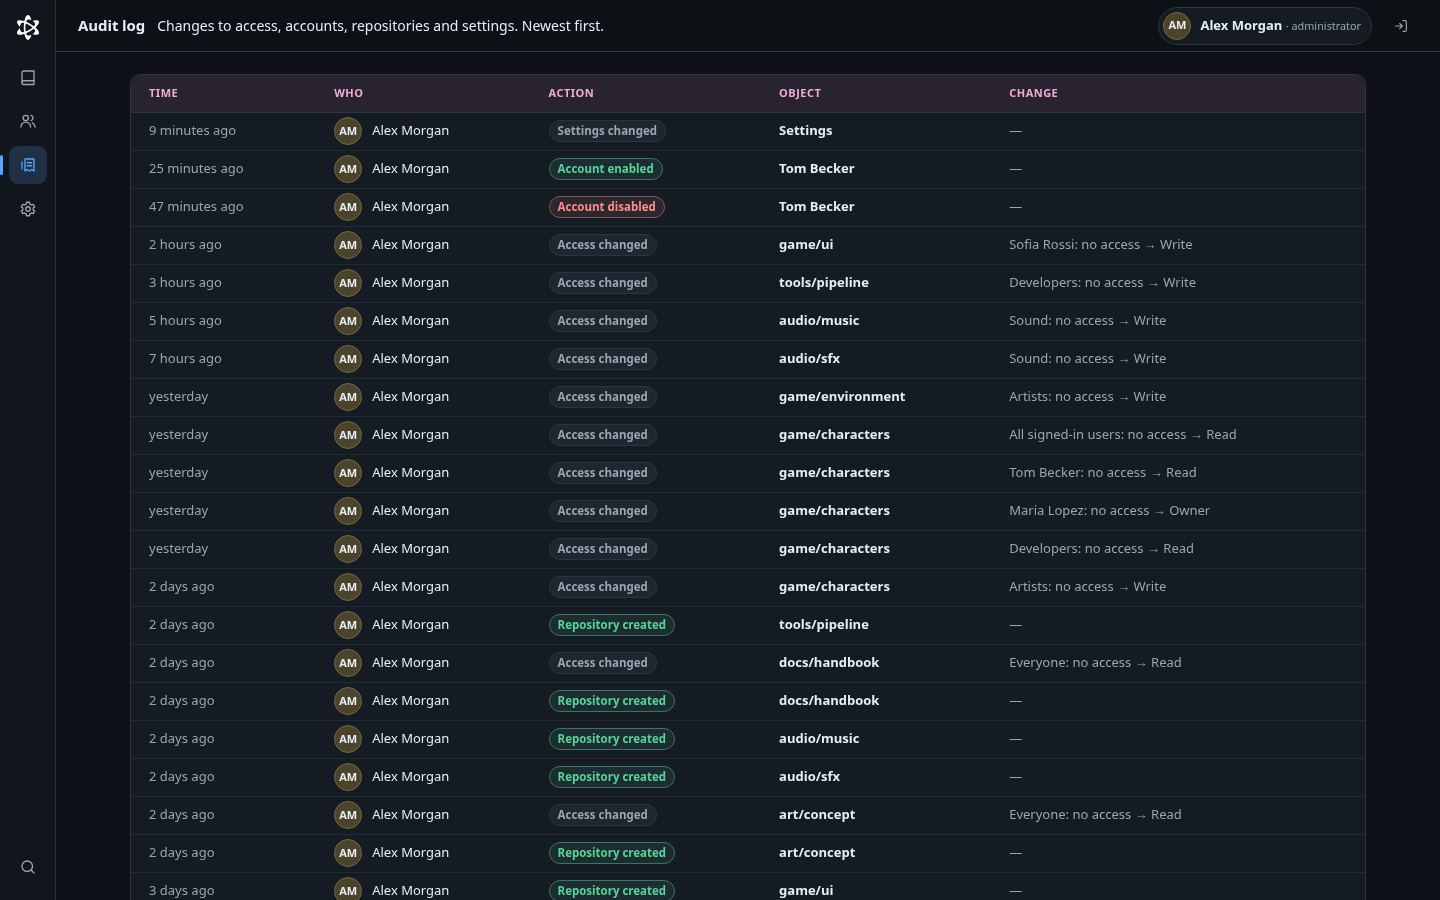 Audit log Changes to access, accounts, repositories and settings. Newest first. AM Alex Morgan · administrator
TIME WHO ACTION OBJECT CHANGE
9 minutes ago AM Alex Morgan Settings changed Settings —
25 minutes ago AM Alex Morgan Account enabled Tom Becker —
47 minutes ago AM Alex Morgan Account disabled Tom Becker —
2 hours ago AM Alex Morgan Access changed game/ui Sofia Rossi: no access → Write
3 hours ago AM Alex Morgan Access changed tools/pipeline Developers: no access → Write
5 hours ago AM Alex Morgan Access changed audio/music Sound: no access → Write
7 hours ago AM Alex Morgan Access changed audio/sfx Sound: no access → Write
yesterday AM Alex Morgan Access changed game/environment Artists: no access → Write
yesterday AM Alex Morgan Access changed game/characters All signed-in users: no access → Read
yesterday AM Alex Morgan Access changed game/characters Tom Becker: no access → Read
yesterday AM Alex Morgan Access changed game/characters Maria Lopez: no access → Owner
yesterday AM Alex Morgan Access changed game/characters Developers: no access → Read
2 days ago AM Alex Morgan Access changed game/characters Artists: no access → Write
2 days ago AM Alex Morgan Repository created tools/pipeline —
2 days ago AM Alex Morgan Access changed docs/handbook Everyone: no access → Read
2 days ago AM Alex Morgan Repository created docs/handbook —
2 days ago AM Alex Morgan Repository created audio/music —
2 days ago AM Alex Morgan Repository created audio/sfx —
2 days ago AM Alex Morgan Access changed art/concept Everyone: no access → Read
2 days ago AM Alex Morgan Repository created art/concept —
3 days ago AM Alex Morgan Repository created game/ui —